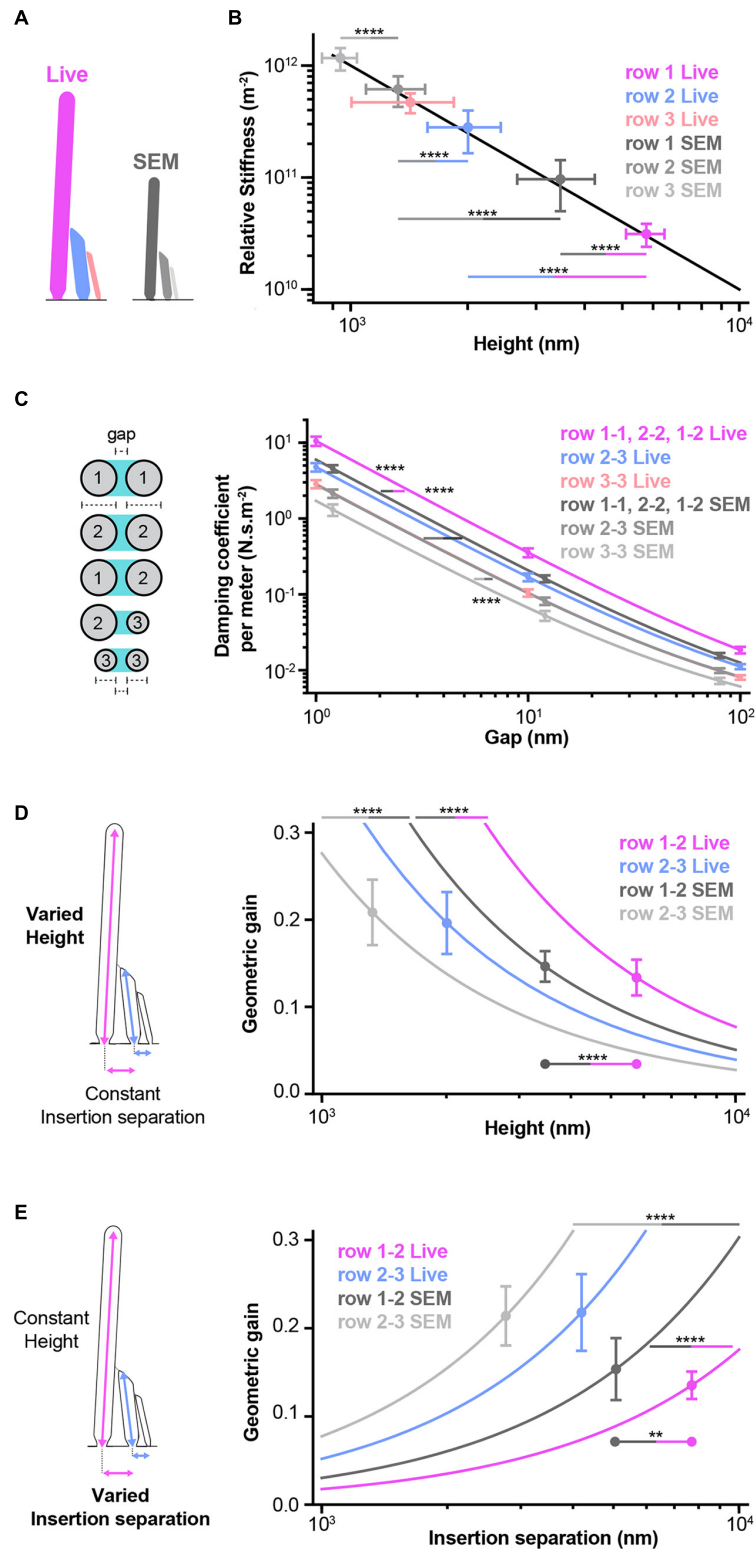 A
Live
SEM
B
Relative Stiffness (m⁻²)
10¹²
10¹¹
10¹⁰
****
****
****
****
****
row 1 Live
row 2 Live
row 3 Live
row 1 SEM
row 2 SEM
row 3 SEM
10³
10⁴
Height (nm)
C
gap
1 1
2 2
1 2
2 3
3 3
Damping coefficient
per meter (N.s.m⁻²)
10¹
10⁰
10⁻¹
10⁻²
****
****
****
row 1-1, 2-2, 1-2 Live
row 2-3 Live
row 3-3 Live
row 1-1, 2-2, 1-2 SEM
row 2-3 SEM
row 3-3 SEM
10⁰
10¹
10²
Gap (nm)
D
Varied
Height
Constant
Insertion separation
Geometric gain
0.3
0.2
0.1
0.0
****
****
row 1-2 Live
row 2-3 Live
row 1-2 SEM
row 2-3 SEM
****
10³
10⁴
Height (nm)
E
Constant
Height
Varied
Insertion separation
Geometric gain
0.3
0.2
0.1
0.0
row 1-2 Live
row 2-3 Live
row 1-2 SEM
row 2-3 SEM
****
****
**
10³
10⁴
Insertion separation (nm)